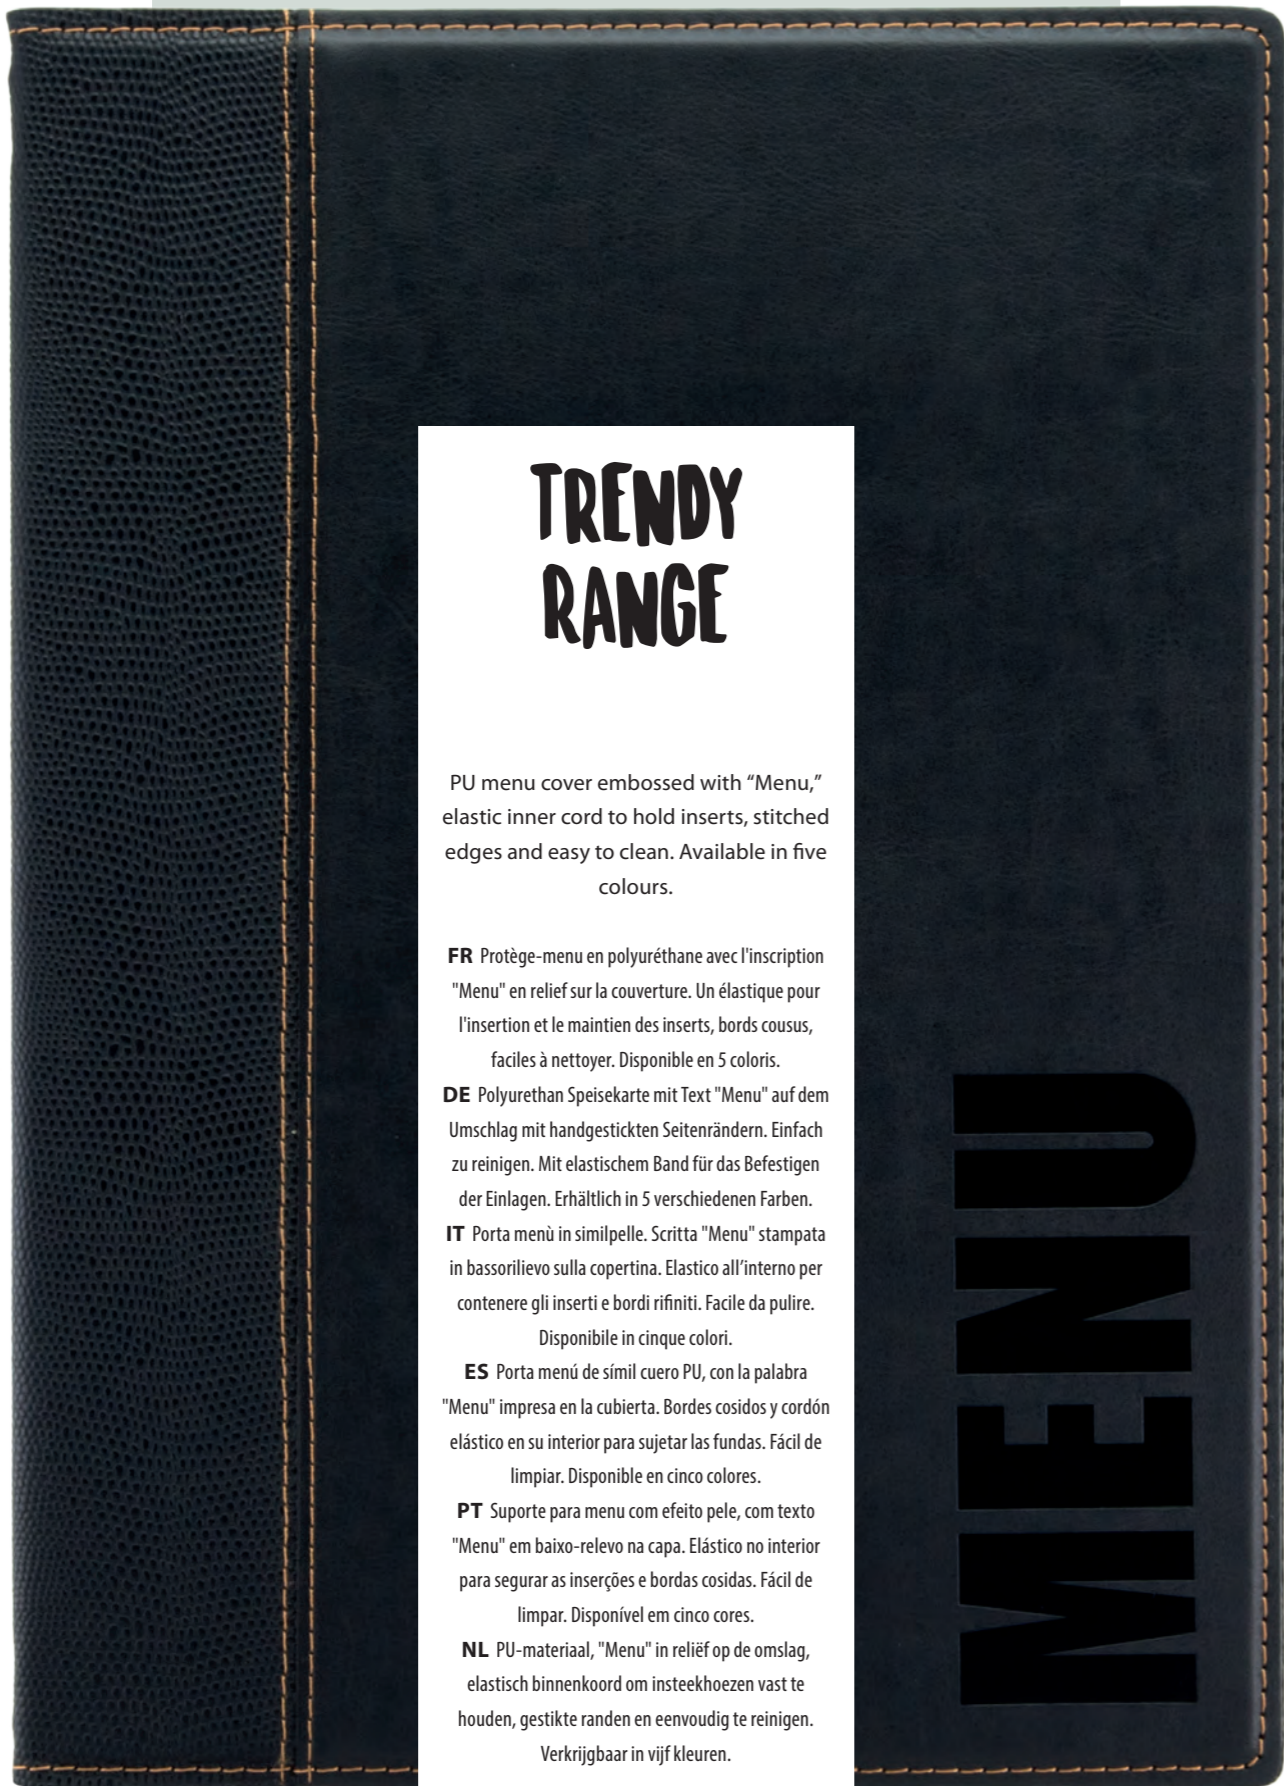 TRENDY
RANGE
PU menu cover embossed with “Menu,”
elastic inner cord to hold inserts, stitched
edges and easy to clean. Available in five
colours.
FR Protège-menu en polyuréthane avec l'inscription
"Menu" en relief sur la couverture. Un élastique pour
l'insertion et le maintien des inserts, bords cousus,
faciles à nettoyer. Disponible en 5 coloris.
DE Polyurethan Speisekarte mit Text "Menu" auf dem
Umschlag mit handgestickten Seitenrändern. Einfach
zu reinigen. Mit elastischem Band für das Befestigen
der Einlagen. Erhältlich in 5 verschiedenen Farben.
IT Porta menù in similpelle. Scritta "Menu" stampata
in bassorilievo sulla copertina. Elastico all’interno per
contenere gli inserti e bordi rifiniti. Facile da pulire.
Disponibile in cinque colori.
ES Porta menú de símil cuero PU, con la palabra
"Menu" impresa en la cubierta. Bordes cosidos y cordón
elástico en su interior para sujetar las fundas. Fácil de
limpiar. Disponible en cinco colores.
PT Suporte para menu com efeito pele, com texto
"Menu" em baixo-relevo na capa. Elástico no interior
para segurar as inserções e bordas cosidas. Fácil de
limpar. Disponível em cinco cores.
NL PU-materiaal, "Menu" in reliëf op de omslag,
elastisch binnenkoord om insteekhoezen vast te
houden, gestikte randen en eenvoudig te reinigen.
Verkrijgbaar in vijf kleuren.
MENU